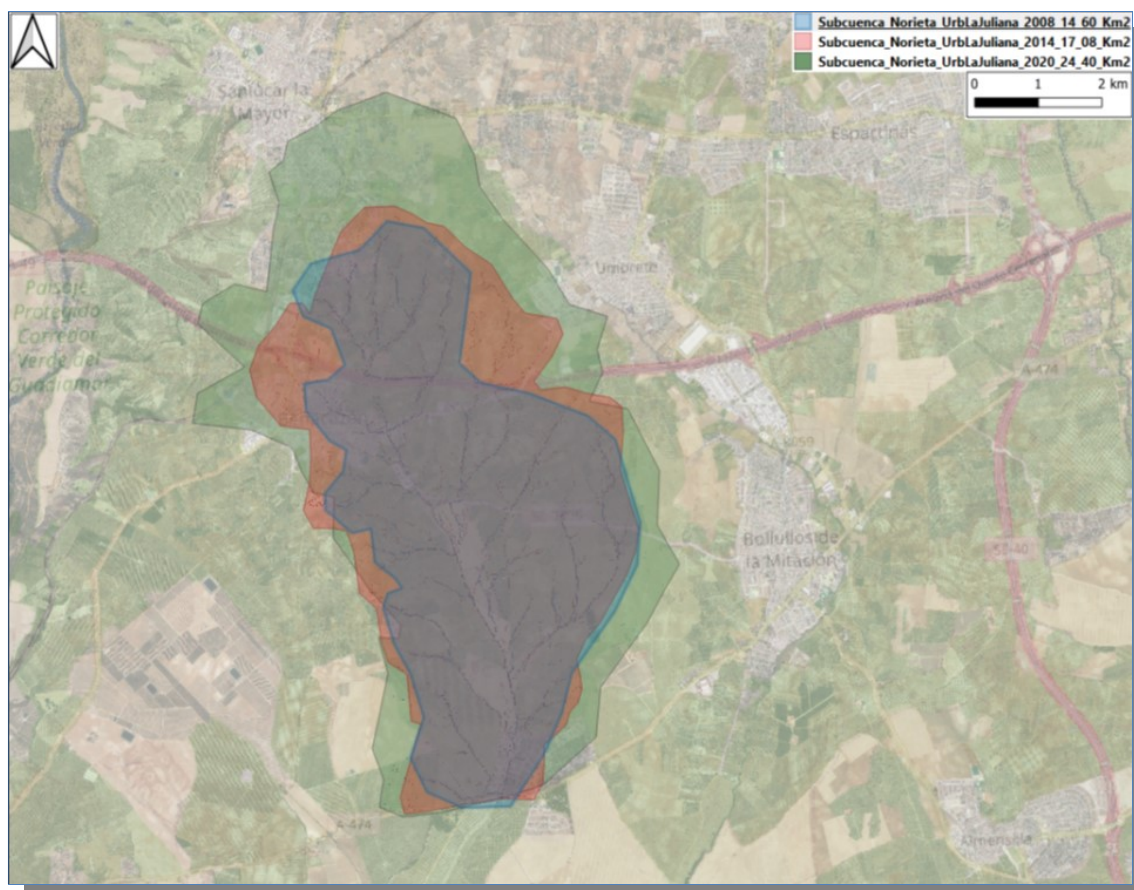 Subcuenca_Norieta_UrbLaJuliana_2008_14_60_Km2
Subcuenca_Norieta_UrbLaJuliana_2014_17_08_Km2
Subcuenca_Norieta_UrbLaJuliana_2020_24_40_Km2
0 1 2 km
Sanlúcar la
Mayor
Espartinas
Umbrete
Paisaje
Protegido
Corredor
Verde del
Guadiamar
A-474
Bollullos de
la Mitación
SE-40
A-474
Almensilla